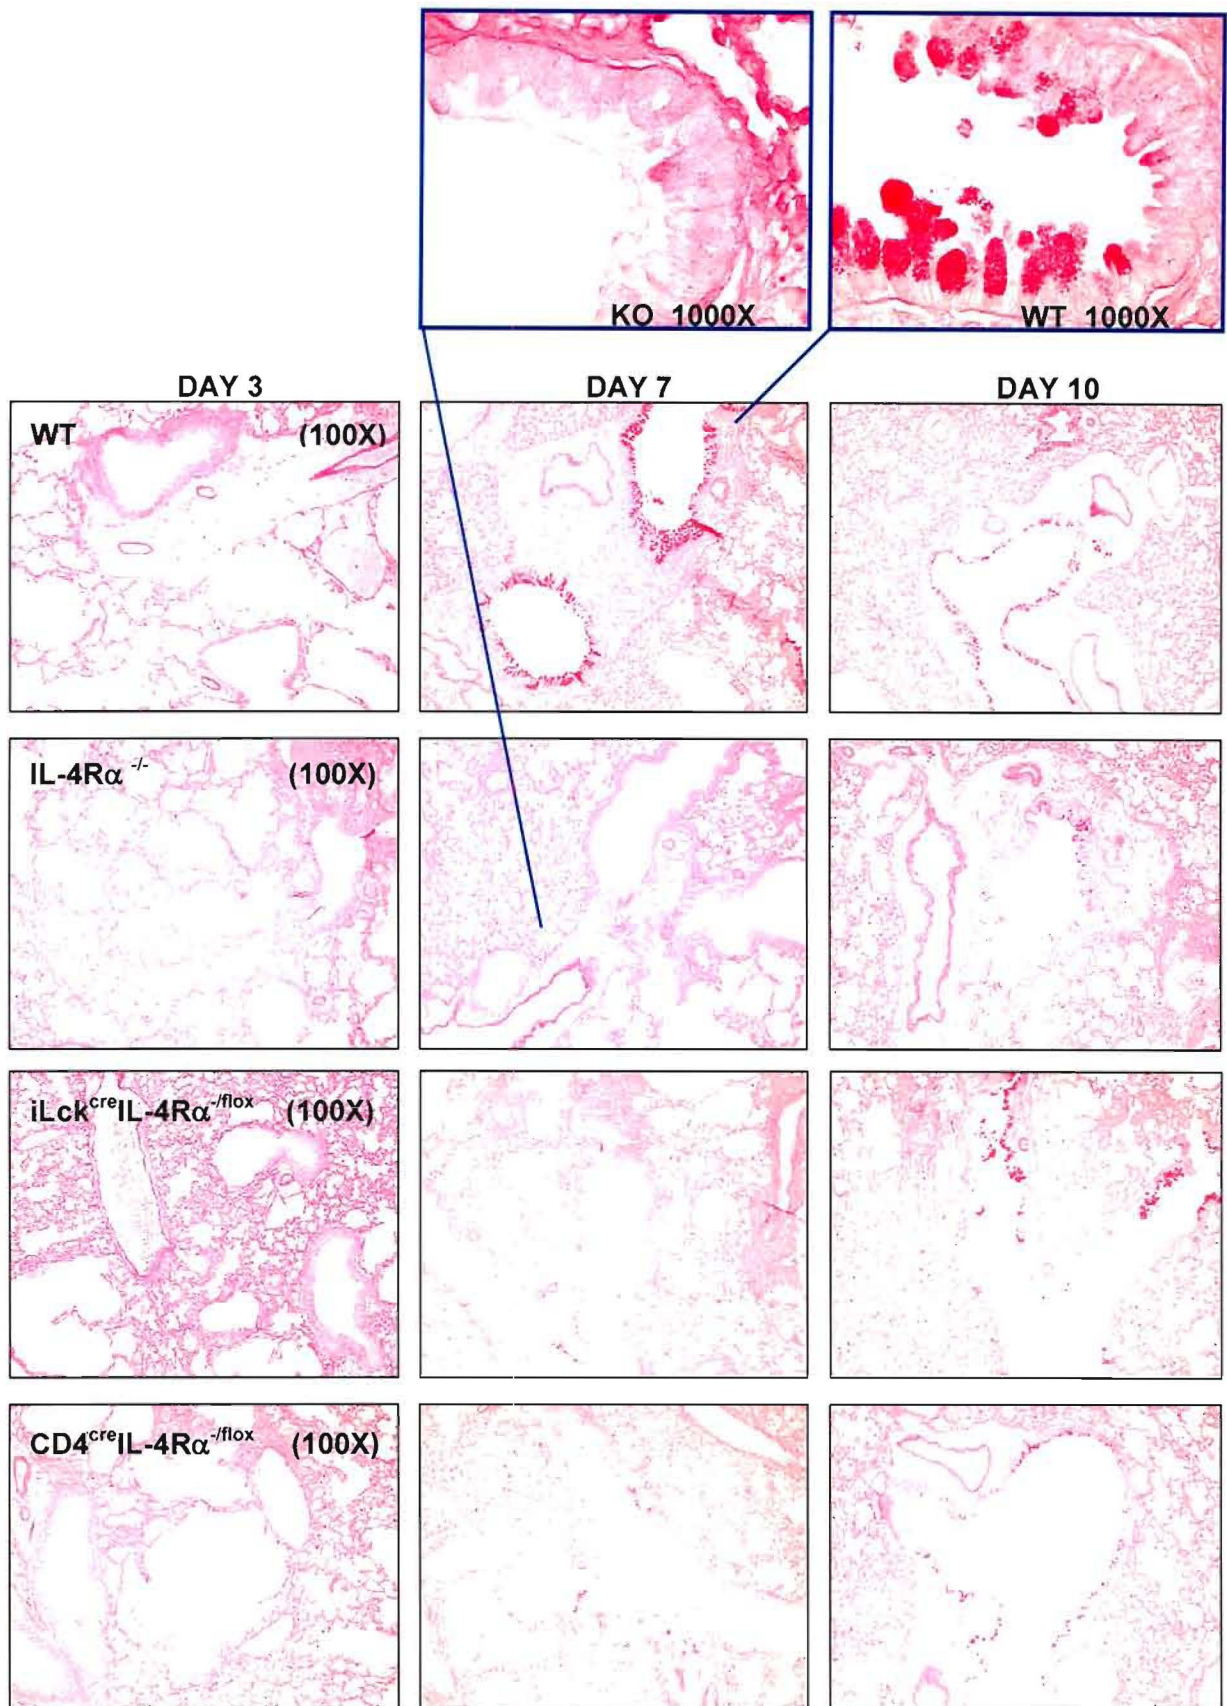 KO 1000X
WT 1000X
DAY 3
DAY 7
DAY 10
WT (100X)
IL-4Rα -/- (100X)
iLckcreIL-4Rα-/flox (100X)
CD4creIL-4Rα-/flox (100X)